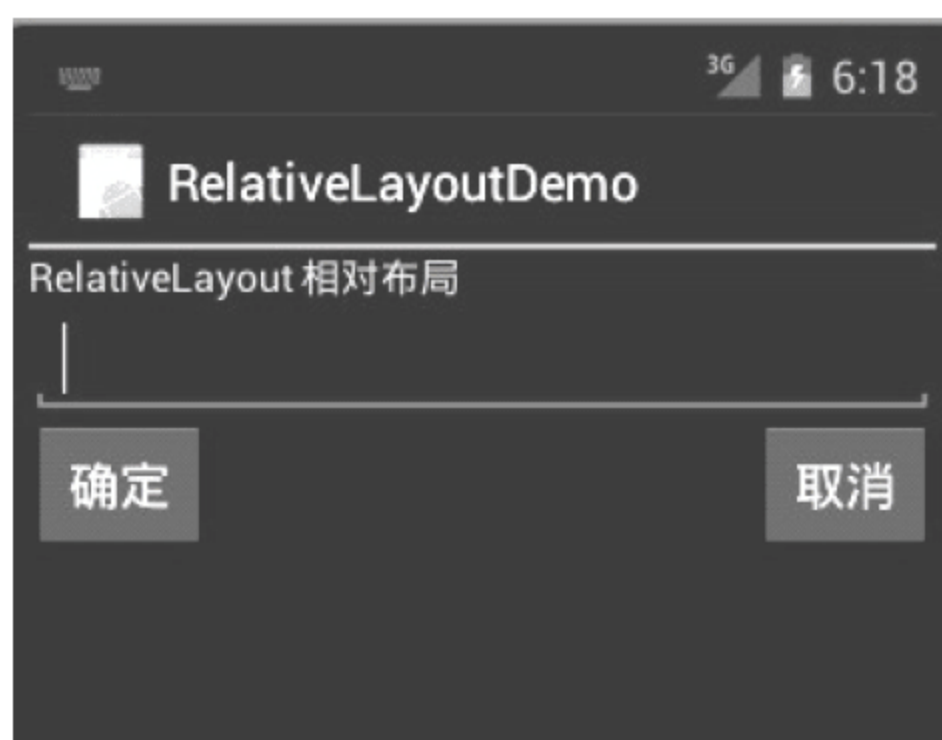 3G 6:18
RelativeLayoutDemo
RelativeLayout 相对布局
确定 取消